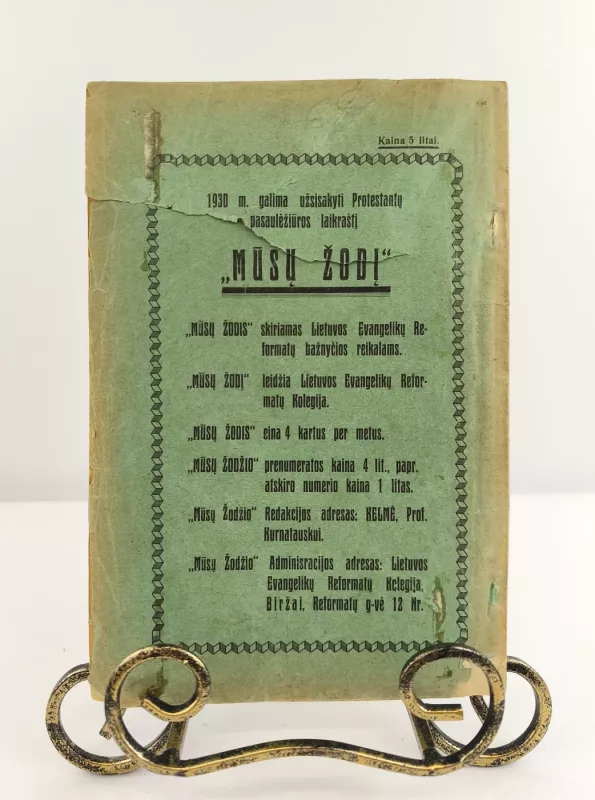 Kaina 5 litai.
1930 m. galima užsisakyti Protestantų
pasaulėžiūros laikraštį
„MŪSŲ ŽODĮ“
„MŪSŲ ŽODIS“ skiriamas Lietuvos Evangelikų Re-
formatų bažnyčios reikalams.
„MŪSŲ ŽODĮ“ leidžia Lietuvos Evangelikų Refor-
matų Kolegija.
„MŪSŲ ŽODIS“ eina 4 kartus per metus.
„MŪSŲ ŽODŽIO“ prenumeratos kaina 4 lit., papr.
atskiro numerio kaina 1 litas.
„Mūsų Žodžio“ Redakcijos adresas: KELMĖ, Prof.
Kurnatauskui.
„Mūsų Žodžio“ Adminisracijos adresas: Lietuvos
Evangelikų Reformatų Kolegija,
Biržai, Reformatų g-vė 12 Nr.